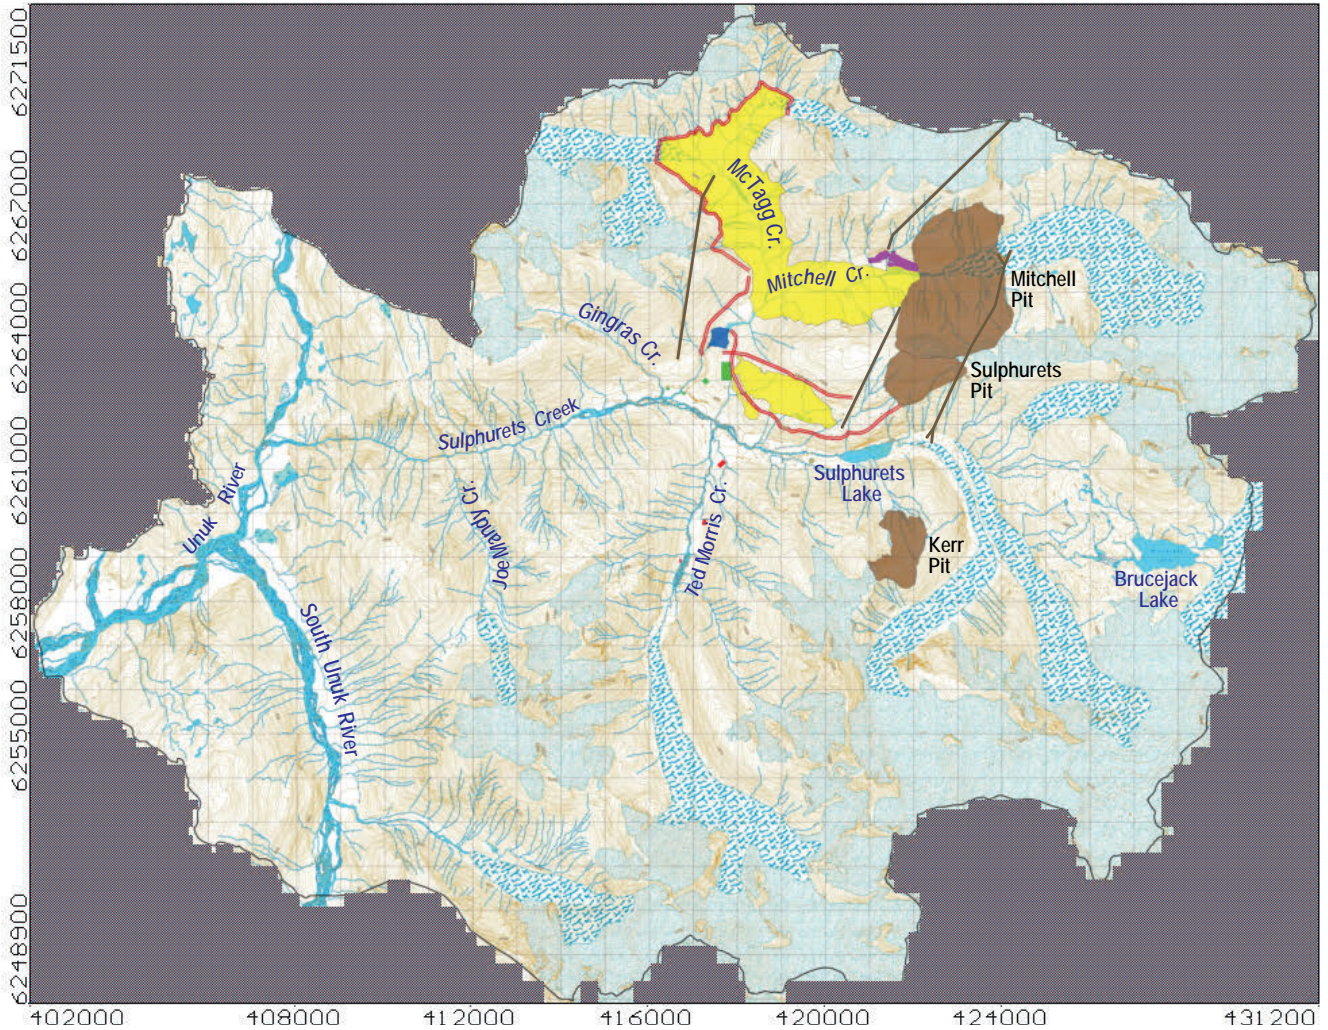 6271500
6267000
6264000
6261000
6258000
6255000
6248900
McTagg Cr.
Mitchell Cr.
Mitchell
Pit
Gingras Cr.
Sulphurets
Pit
Sulphurets Creek
Unuk River
Sulphurets
Lake
Joe Mandy Cr.
Ted Morris Cr.
Kerr
Pit
Brucejack
Lake
South Unuk River
402000
408000
412000
416000
420000
424000
431200